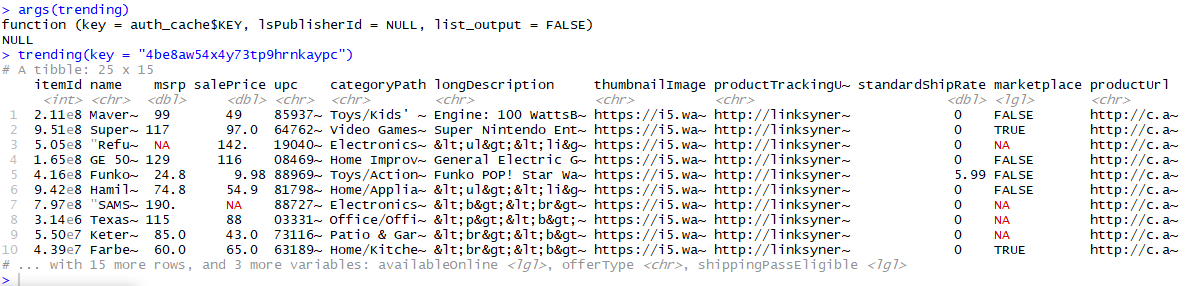 > args(trending)
function (key = auth_cache$KEY, lsPublisherId = NULL, list_output = FALSE)
NULL
> trending(key = "4be8aw54x4y73tp9hrnkaypc")
# A tibble: 25 x 15
itemId name msrp salePrice upc categoryPath longDescription thumbnailImage productTrackingU~ standardShipRate marketplace productUrl
<int> <chr> <dbl> <dbl> <chr> <chr> <chr> <chr> <chr> <dbl> <lgl> <chr>
1 2.11e8 Maver~ 99 49 85937~ Toys/Kids' ~ Engine: 100 WattsB~ https://i5.wa~ http://linksyner~ 0 FALSE http://c.a~
2 9.51e8 Super~ 117 97.0 64762~ Video Games~ Super Nintendo Ent~ https://i5.wa~ http://linksyner~ 0 TRUE http://c.a~
3 5.05e8 "Refu~ NA 142. 19040~ Electronics~ &lt;ul&gt;&lt;li&g~ https://i5.wa~ http://linksyner~ 0 NA http://c.a~
4 1.65e8 GE 50~ 129 116 08469~ Home Improv~ General Electric G~ https://i5.wa~ http://linksyner~ 0 FALSE http://c.a~
5 4.16e8 Funko~ 24.8 9.98 88969~ Toys/Action~ Funko POP! Star Wa~ https://i5.wa~ http://linksyner~ 5.99 FALSE http://c.a~
6 9.42e8 Hamil~ 74.8 54.9 81798~ Home/Applia~ &lt;ul&gt;&lt;li&g~ https://i5.wa~ http://linksyner~ 0 FALSE http://c.a~
7 7.97e8 "SAMS~ 190. NA 88727~ Electronics~ &lt;b&gt;&lt;br&gt~ https://i5.wa~ http://linksyner~ 0 NA http://c.a~
8 3.14e6 Texas~ 115 88 03331~ Office/Offi~ &lt;p&gt;&lt;b&gt;~ https://i5.wa~ http://linksyner~ 0 NA http://c.a~
9 5.50e7 Keter~ 85.0 43.0 73116~ Patio & Gar~ &lt;br&gt;&lt;b&gt~ https://i5.wa~ http://linksyner~ 0 NA http://c.a~
10 4.39e7 Farbe~ 60.0 65.0 63189~ Home/Kitche~ &lt;br&gt;&lt;b&gt~ https://i5.wa~ http://linksyner~ 0 TRUE http://c.a~
# ... with 15 more rows, and 3 more variables: availableOnline <lgl>, offerType <chr>, shippingPassEligible <lgl>
>